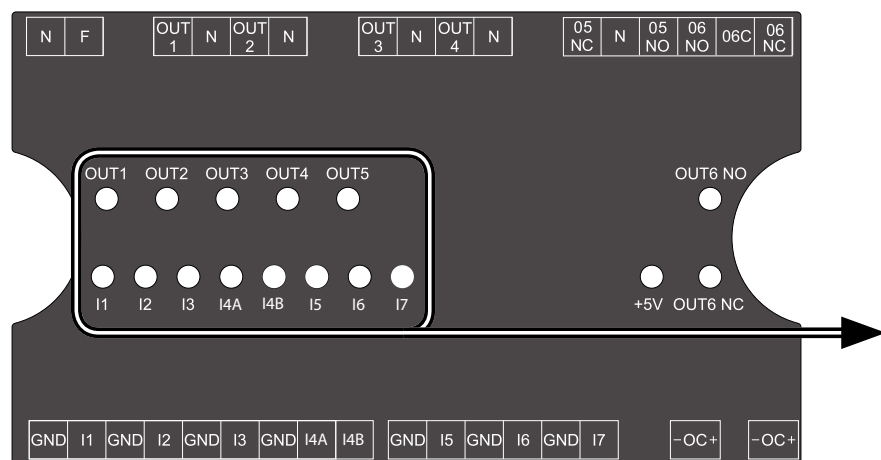 N F OUT 1 N OUT 2 N OUT 3 N OUT 4 N 05 NC N 05 NO 06 NO 06C 06 NC
OUT1 OUT2 OUT3 OUT4 OUT5 OUT6 NO
I1 I2 I3 I4A I4B I5 I6 I7 +5V OUT6 NC
GND I1 GND I2 GND I3 GND I4A I4B GND I5 GND I6 GND I7 -OC+ -OC+